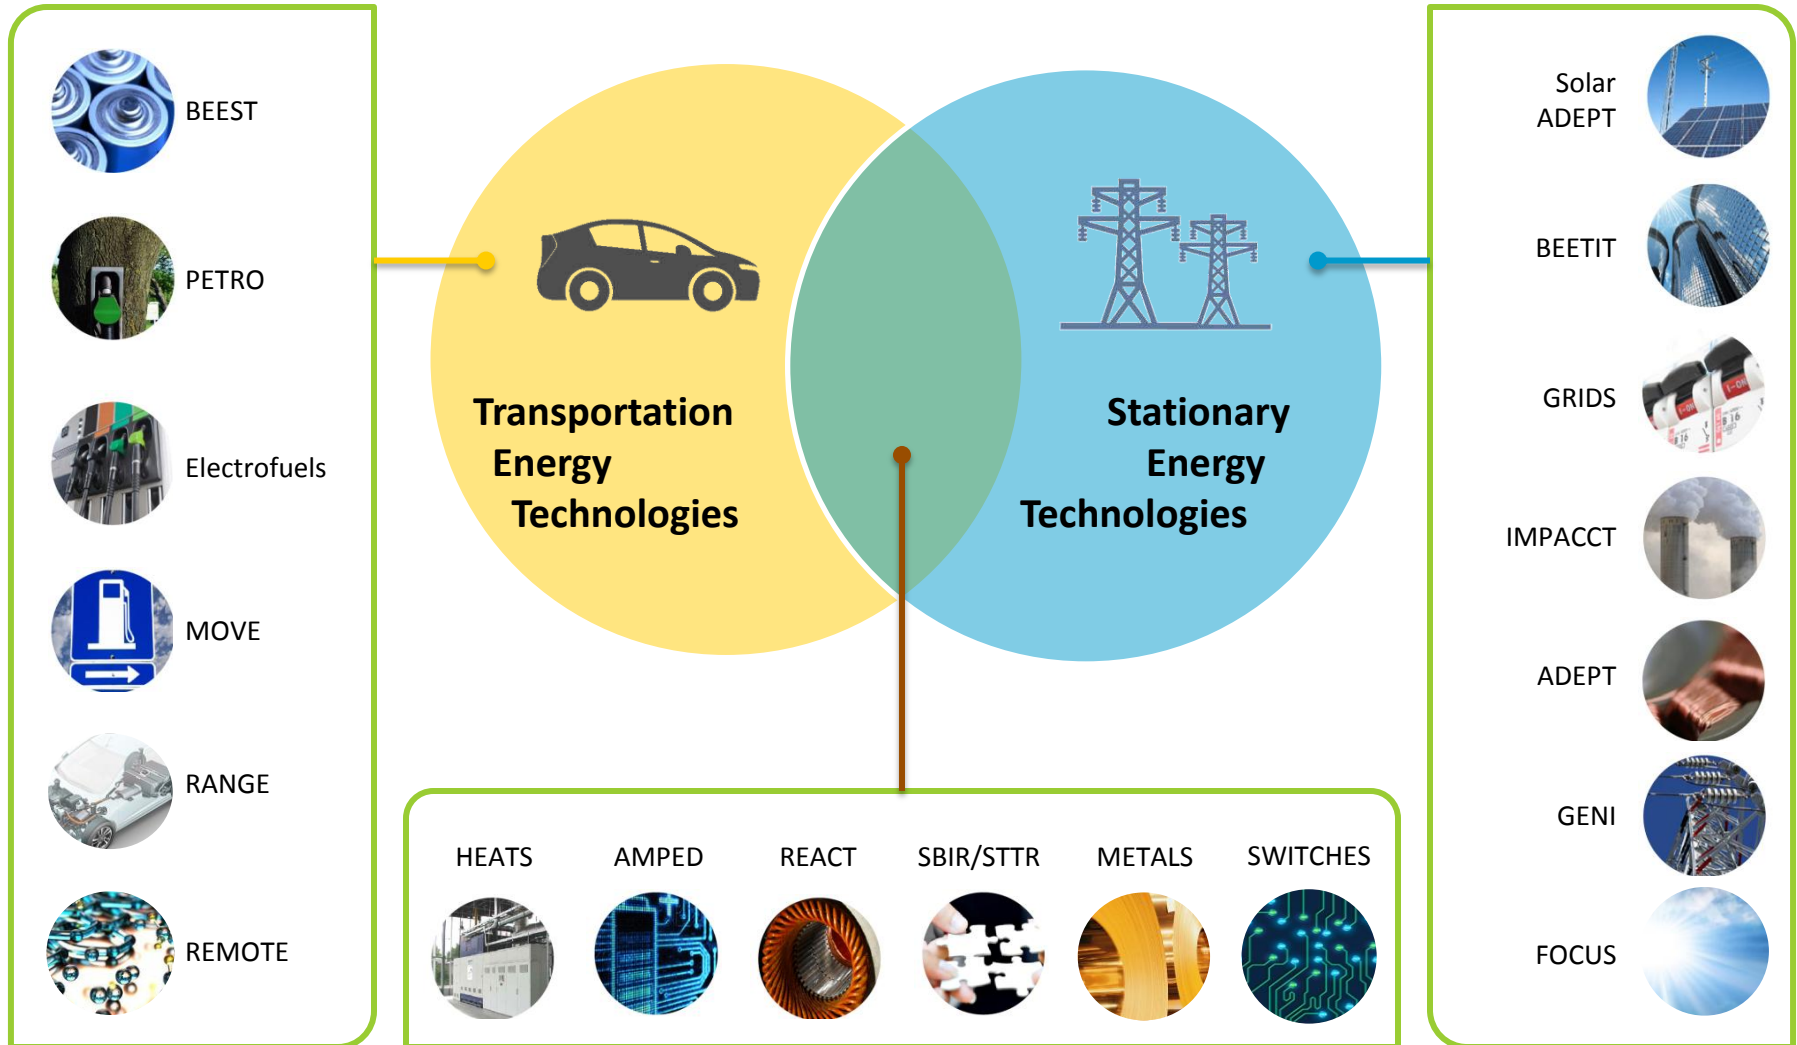 BEEST
PETRO
Electrofuels
MOVE
RANGE
REMOTE
Transportation
Energy
Technologies
Stationary
Energy
Technologies
HEATS
AMPED
REACT
SBIR/STTR
METALS
SWITCHES
Solar
ADEPT
BEETIT
GRIDS
IMPACCT
ADEPT
GENI
FOCUS